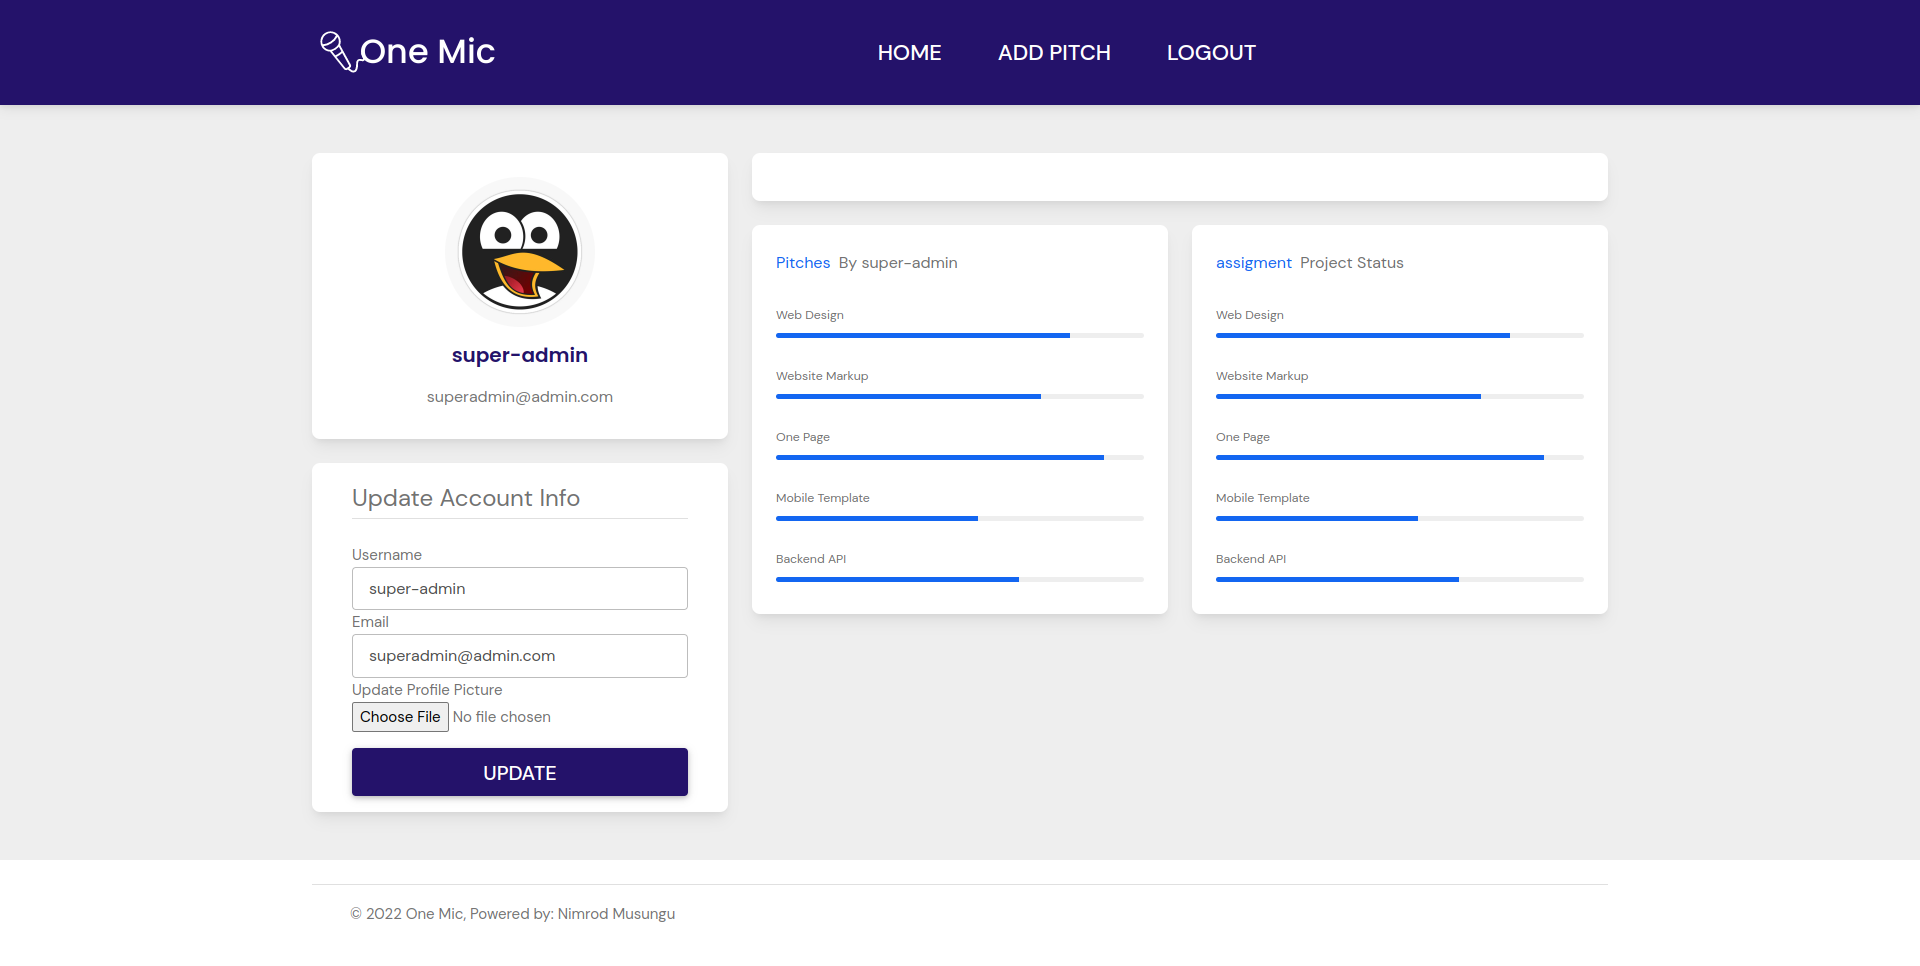 One Mic
HOME ADD PITCH LOGOUT
super-admin
superadmin@admin.com
Update Account Info
Username
super-admin
Email
superadmin@admin.com
Update Profile Picture
Choose File No file chosen
UPDATE
Pitches By super-admin
Web Design
Website Markup
One Page
Mobile Template
Backend API
assigment Project Status
Web Design
Website Markup
One Page
Mobile Template
Backend API
© 2022 One Mic, Powered by: Nimrod Musungu